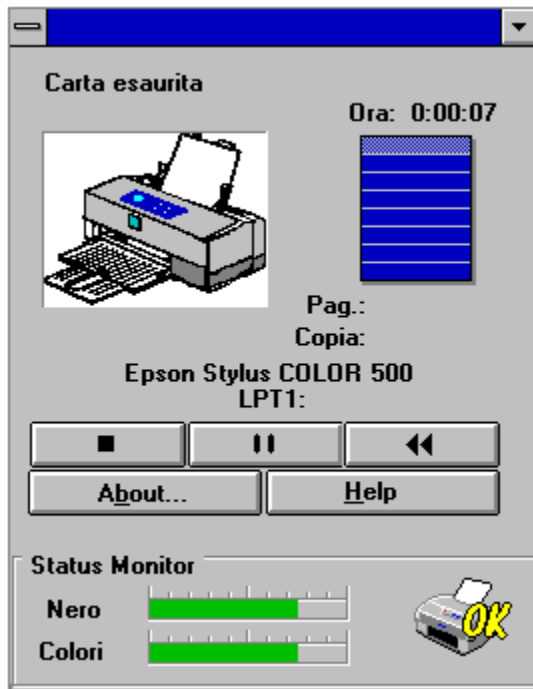 Carta esaurita
Ora: 0:00:07
Pag.:
Copia:
Epson Stylus COLOR 500
LPT1:
About...
Help
Status Monitor
Nero
Colori
OK